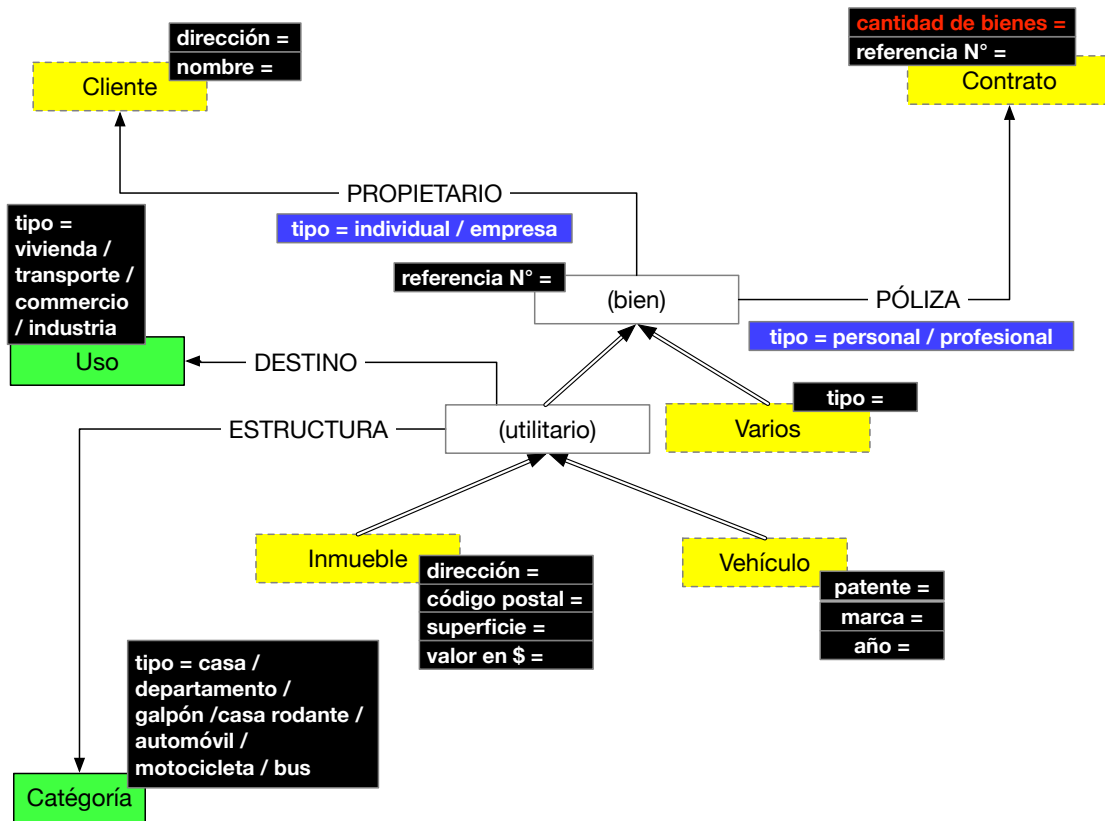 dirección =
nombre =
Cliente
cantidad de bienes =
referencia N° =
Contrato
PROPIETARIO
tipo = individual / empresa
tipo =
vivienda /
transporte /
commercio
/ industria
Uso
referencia N° =
(bien)
PÓLIZA
tipo = personal / profesional
DESTINO
ESTRUCTURA
(utilitario)
tipo =
Varios
Inmueble
dirección =
código postal =
superficie =
valor en $ =
Vehículo
patente =
marca =
año =
tipo = casa /
departamento /
galpón /casa rodante /
automóvil /
motocicleta / bus
Catégoría